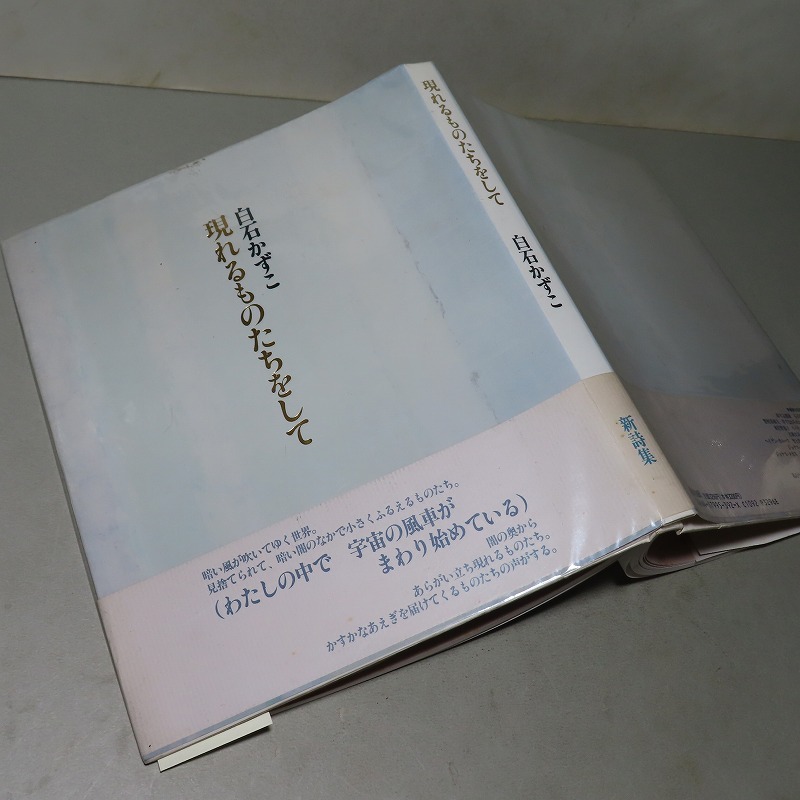 白石かずこ
現れるものたちをして
暗い風が吹いてゆく世界。
見捨てられて、暗い闇のなかで小さくふるえるものたち。
(わたしの中で 宇宙の風車が
まわり始めている)
闇の奥から
あらがい立ち現れるものたち。
かすかなあえぎを届けてくるものたちの声がする。
現れるものたちをして
白石かずこ
新詩集